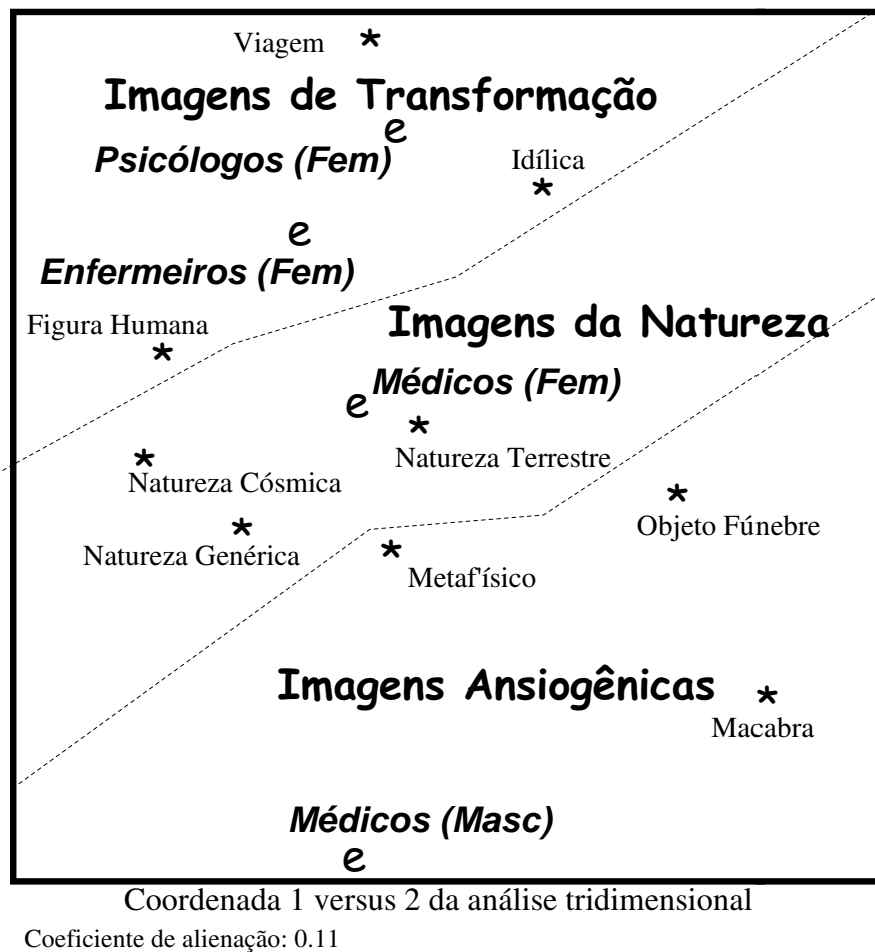 Viagem
Imagens de Transformação
e
Psicólogos (Fem)
Idílica
e
Enfermeiros (Fem)
Figura Humana
Imagens da Natureza
Médicos (Fem)
e
Natureza Terrestre
Natureza Cósmica
Objeto Fúnebre
Natureza Genérica
Metaf'ísico
Imagens Ansiogênicas
Macabra
Médicos (Masc)
e
Coordenada 1 versus 2 da análise tridimensional
Coeficiente de alienação: 0.11